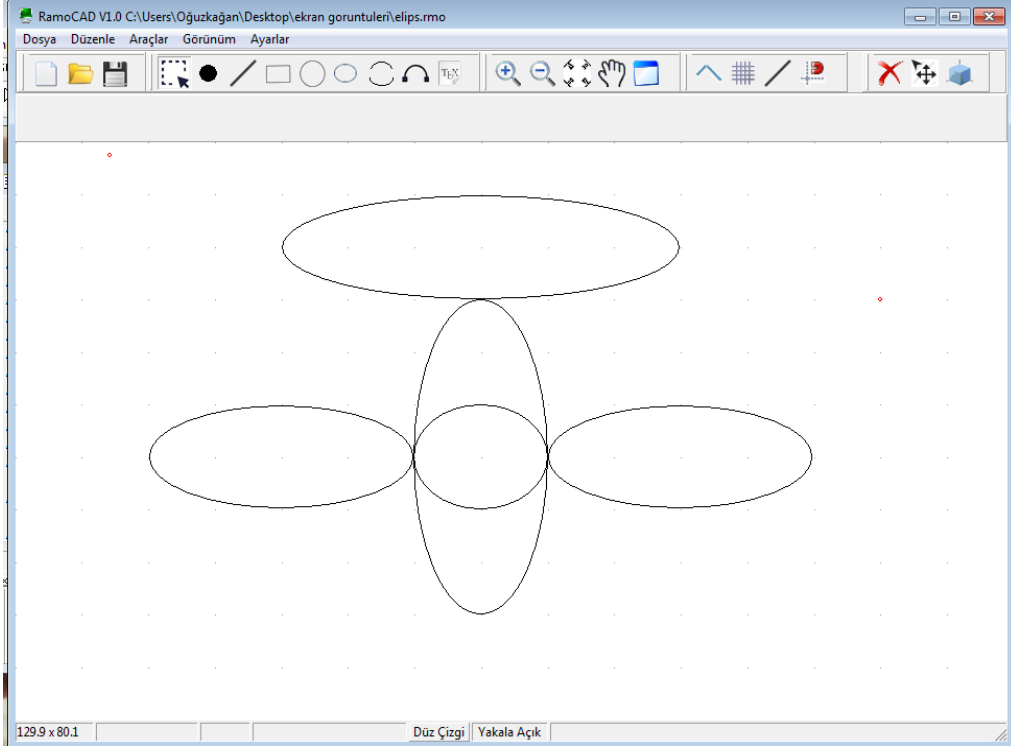 RamoCAD V1.0 C:\Users\Oğuzkağan\Desktop\ekran goruntuleri\elips.rmo
Dosya Düzenle Araçlar Görünüm Ayarlar
TEX
129.9 x 80.1 Düz Çizgi Yakala Açık